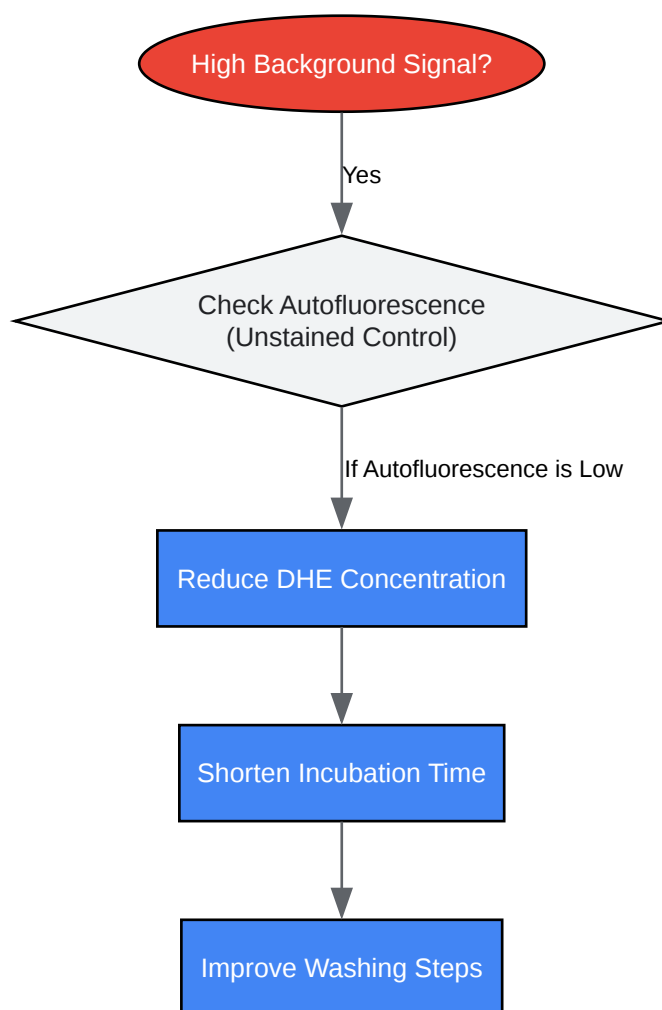 High Background Signal?
Yes
Check Autofluorescence
(Unstained Control)
If Autofluorescence is Low
Reduce DHE Concentration
Shorten Incubation Time
Improve Washing Steps